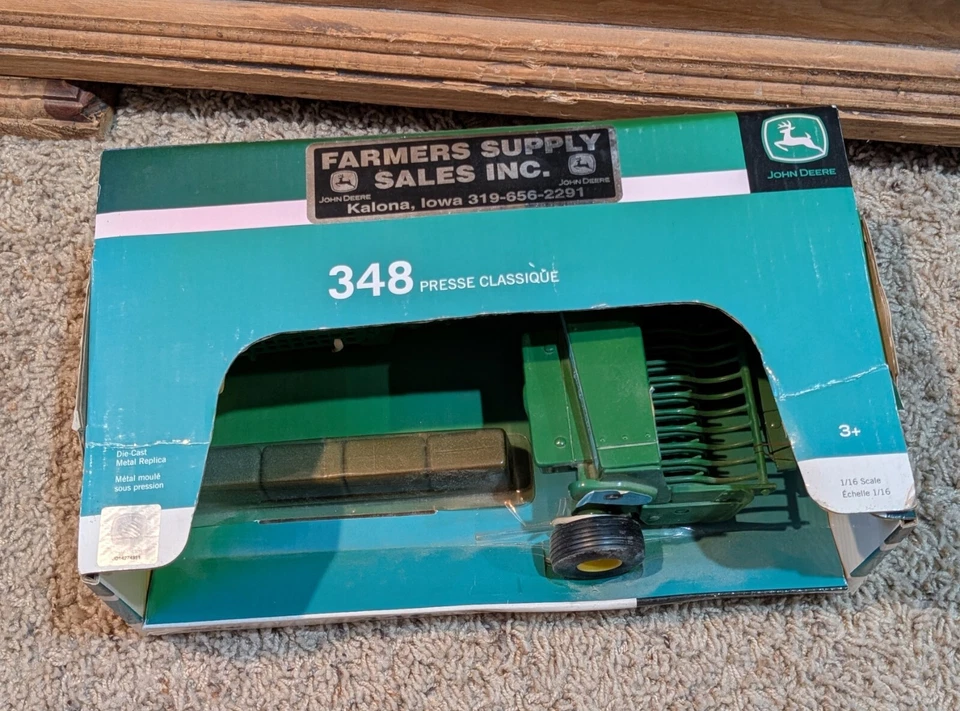 FARMERS SUPPLY
SALES INC.
JOHN DEERE
JOHN DEERE
Kalona, Iowa 319-656-2291
JOHN DEERE
348 PRESSE CLASSIQUE
3+
Die-Cast
Metal Replica
Métal moulé
sous pression
1/16 Scale
Échelle 1/16